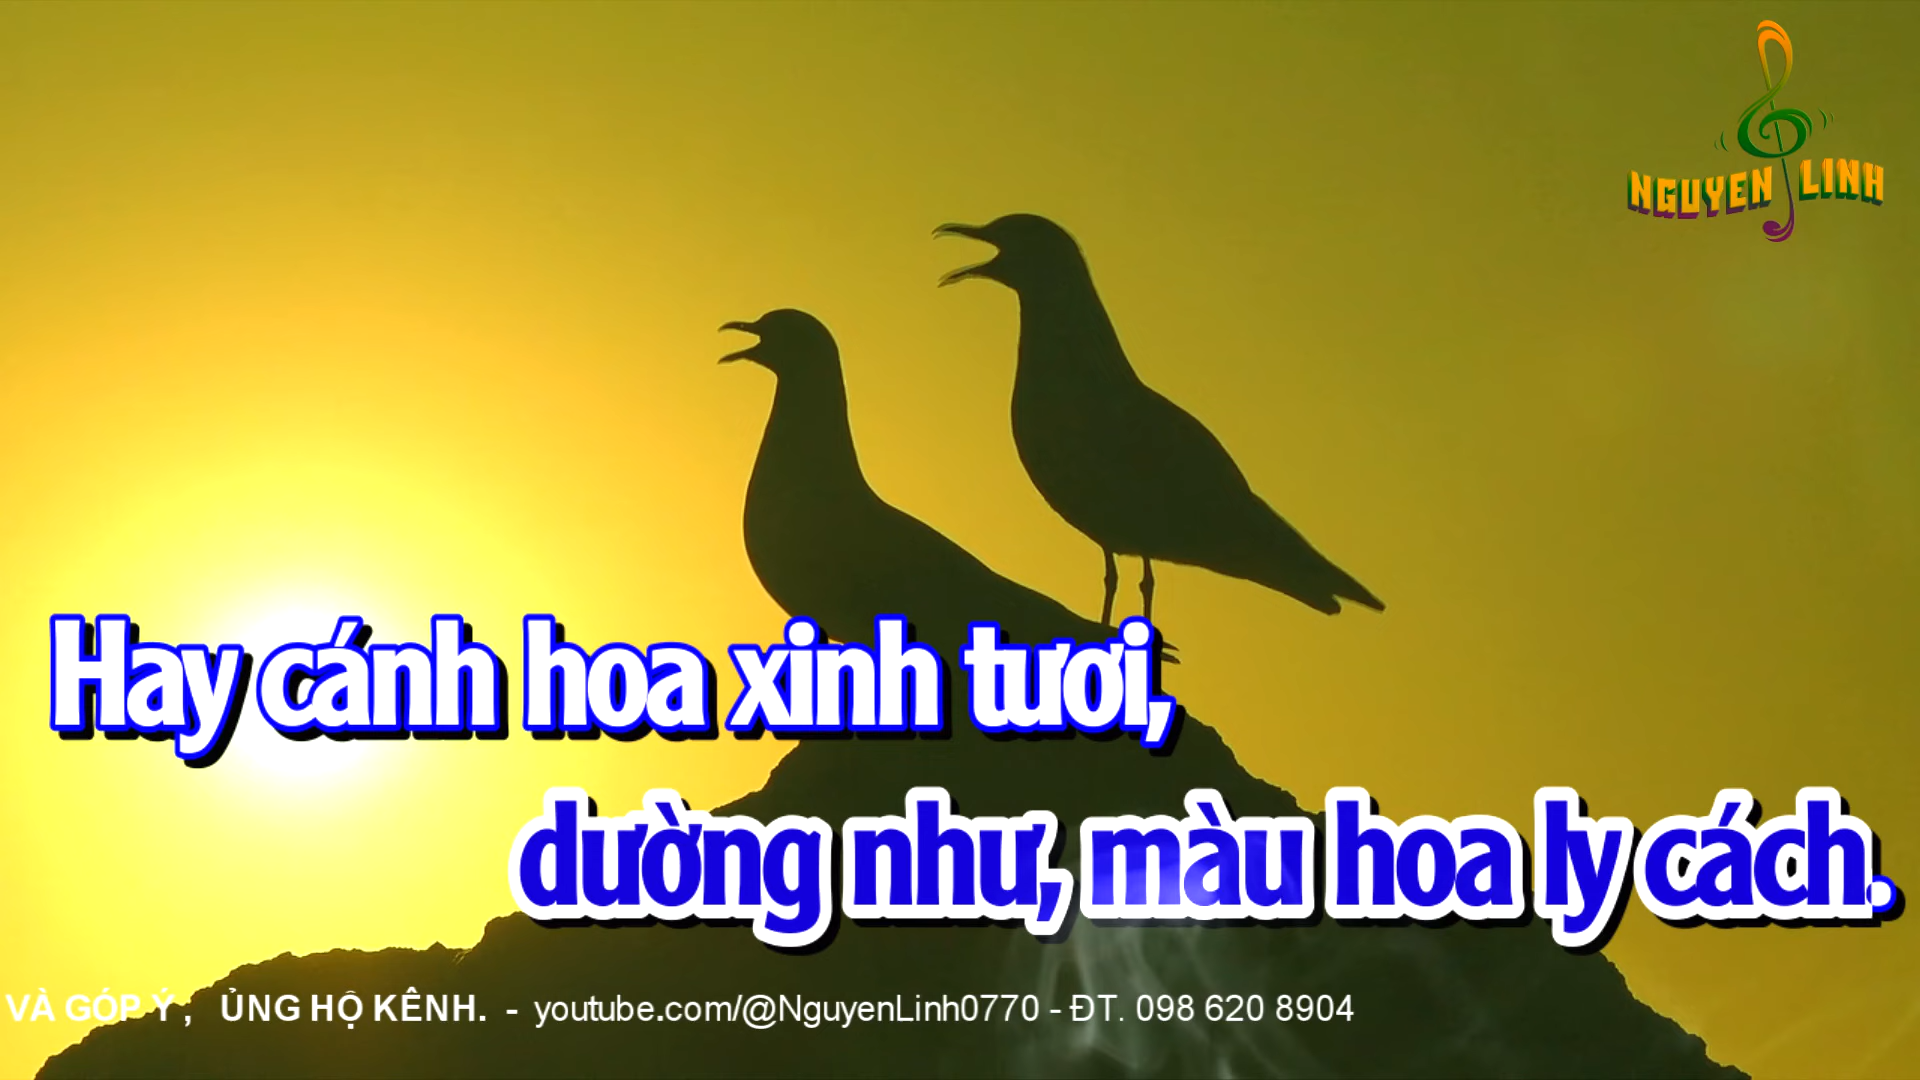 NGUYEN LINH
Hay cánh hoa xinh tươi,
dường như, màu hoa ly cách.
VÀ GÓP Ý , ỦNG HỘ KÊNH. - youtube.com/@NguyenLinh0770 - ĐT. 098 620 8904